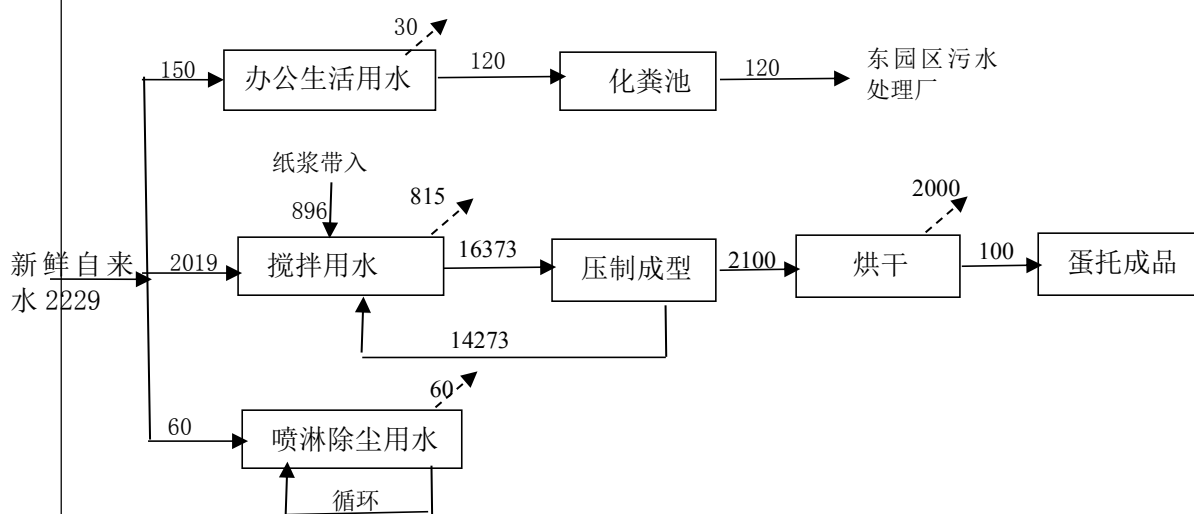 30
150
办公生活用水
120
化粪池
120
东园区污水
处理厂
纸浆带入
896
815
2000
新鲜自来
水 2229
2019
搅拌用水
16373
压制成型
2100
烘干
100
蛋托成品
14273
60
60
喷淋除尘用水
循环